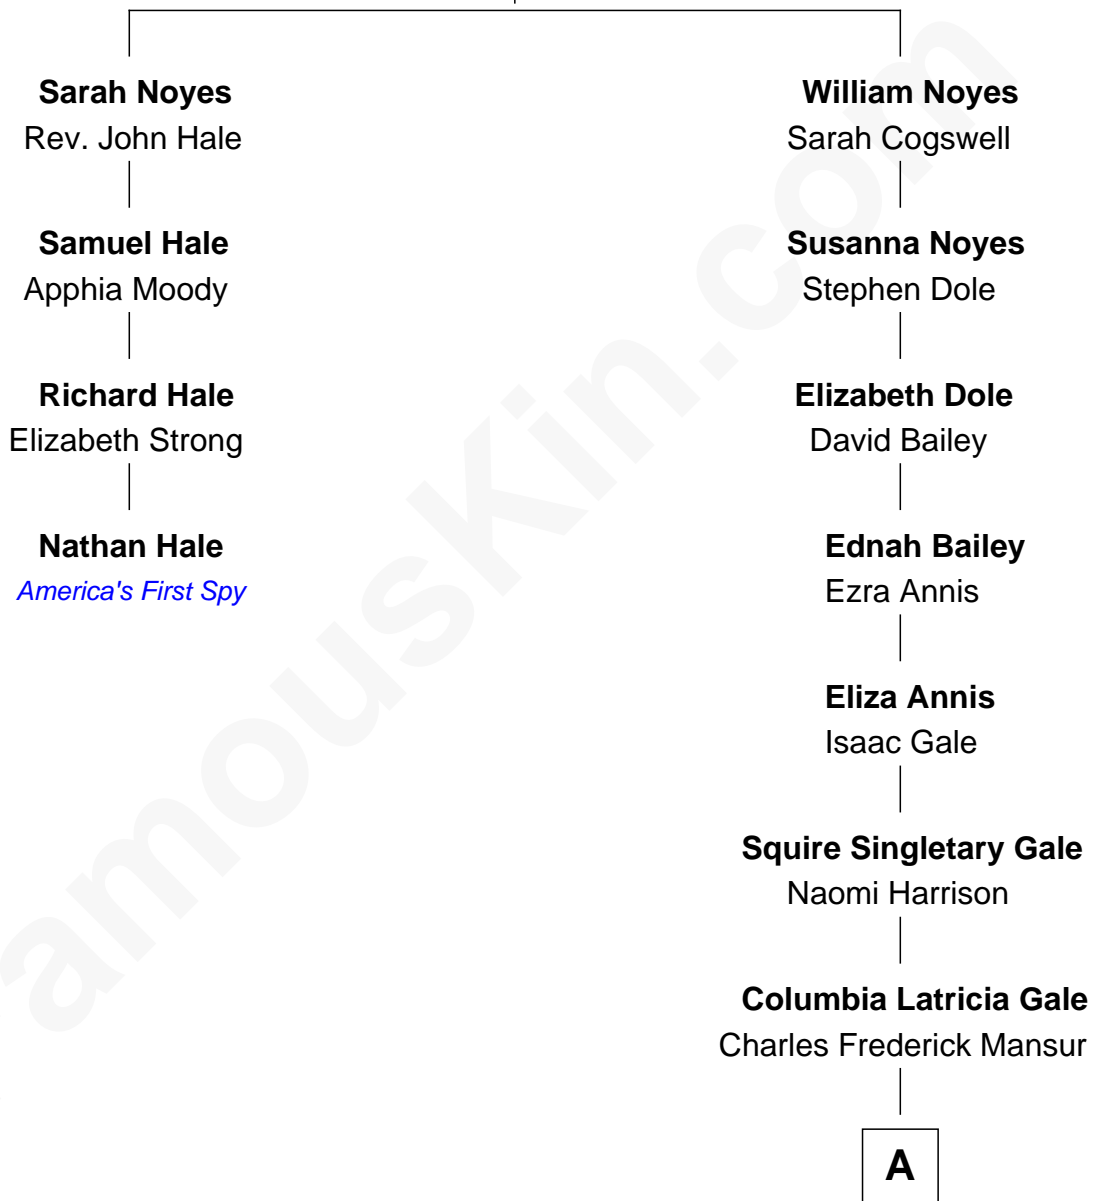 Sarah Noyes
Rev. John Hale
Samuel Hale
Apphia Moody
Richard Hale
Elizabeth Strong
Nathan Hale
America's First Spy
William Noyes
Sarah Cogswell
Susanna Noyes
Stephen Dole
Elizabeth Dole
David Bailey
Ednah Bailey
Ezra Annis
Eliza Annis
Isaac Gale
Squire Singletary Gale
Naomi Harrison
Columbia Latricia Gale
Charles Frederick Mansur
A
amousKin.com